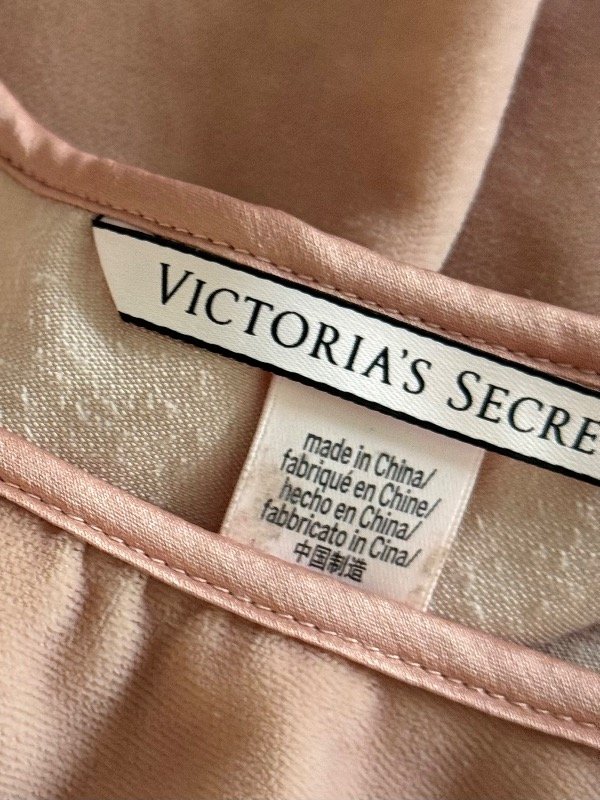 VICTORIA'S SECRE
made in China/
fabriqué en Chine/
hecho en China/
fabbricato in Cina/
中国制造